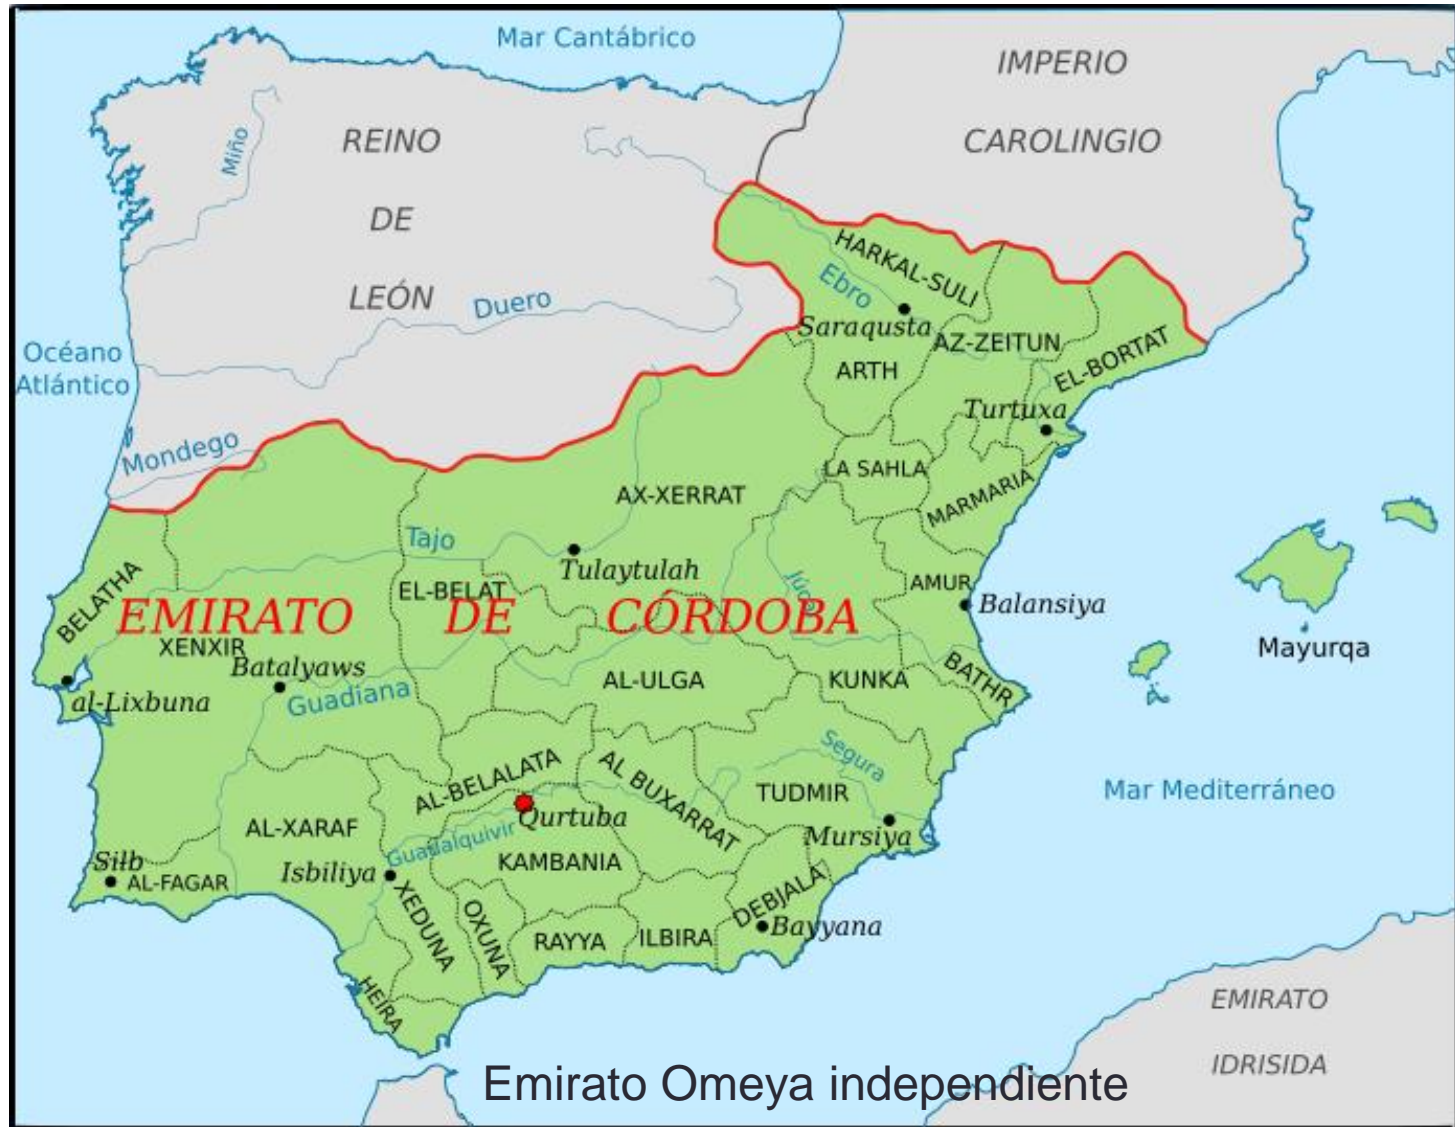 Mar Cantábrico
IMPERIO
CAROLINGIO
REINO
DE
LEÓN
Miño
Duero
Océano
Atlántico
Mondego
HARKAL-SULI
Ebro
Saraqusta
AZ-ZEITUN
ARTH
EL-BORTAT
Turtuxa
LA SAHLA
MARMARIA
AX-XERRAT
Tajo
Tulaytulah
EL-BELAT
BELATHA
EMIRATO DE CÓRDOBA
XENXIR
Júcar
AMUR
Balansiya
Mayurqa
Batalyaws
al-Lixbuna
Guadiana
AL-ULGA
KUNKA
BATHR
Segura
Mar Mediterráneo
AL-BELALATA
AL BUXARRAT
TUDMIR
Qurtuba
Mursiya
AL-XARAF
Guadalquivir
KAMBANIA
Silb
AL-FAGAR
Isbiliya
XEDUNA
OXUNA
RAYYA
ILBIRA
DEBJALA
Bayyana
HEIRA
EMIRATO
IDRISIDA
Emirato Omeya independiente